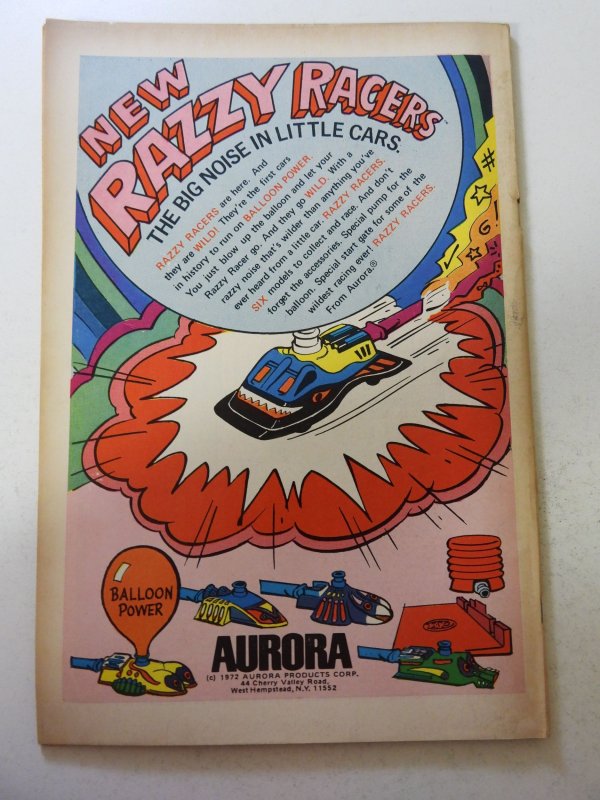 NEW
RAZZY RACERS
THE BIG NOISE IN LITTLE CARS.
RAZZY RACERS are here. And
they are WILD! They're the first cars
in history to run on BALLOON POWER.
You just blow up the balloon and let your
Razzy Racer go. And they go WILD. With a
razzy noise that's wilder than anything you've
ever heard from a little car. RAZZY RACERS.
SIX models to collect and race. And don't
forget the accessories. Special pump for the
balloon. Special start gate for some of the
wildest racing ever! RAZZY RACERS.
From Aurora.®
BALLOON
POWER
AURORA
(c) 1972 AURORA PRODUCTS CORP.
44 Cherry Valley Road,
West Hempstead, N.Y. 11552